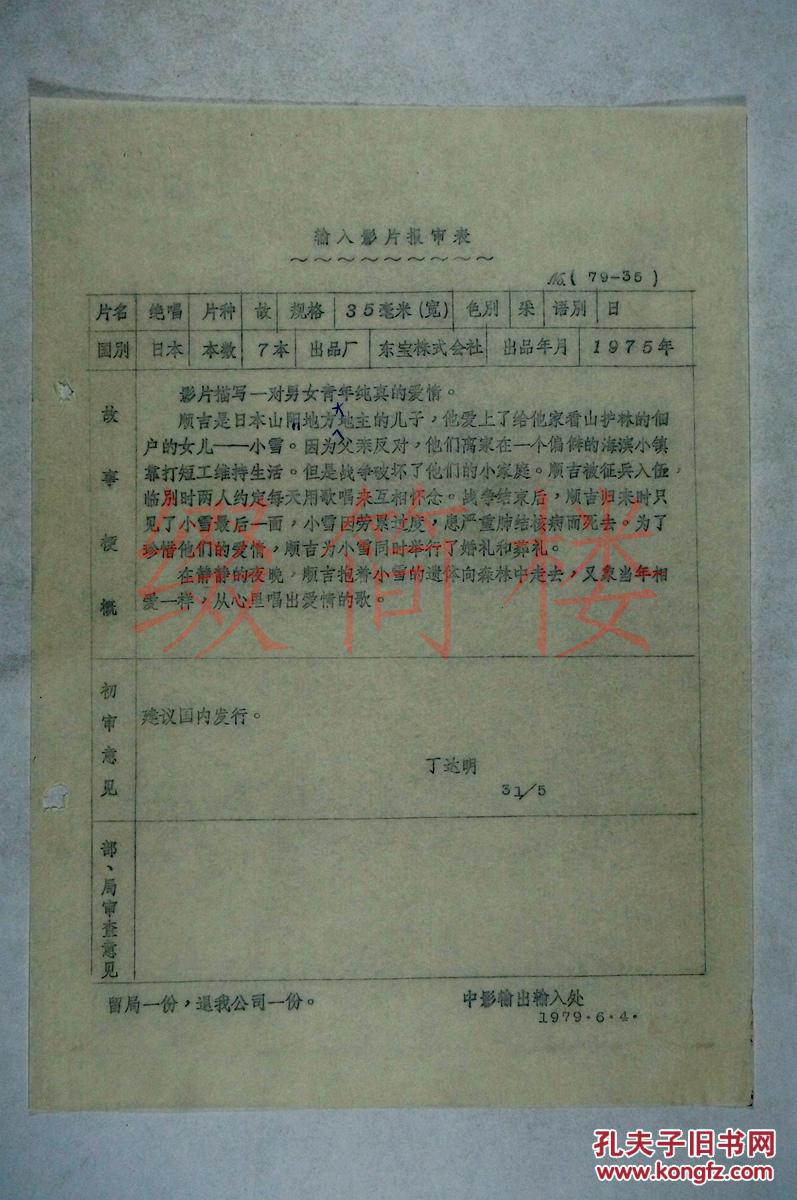 输入影片报审表
～～～～～～～～～
No.（79－35）
片名 绝唱 片种 故 规格 35毫米(宽) 色别 采 语别 日
国别 日本 本数 7本 出品厂 东宝株式会社 出品年月 1975年
故事梗概
影片描写一对男女青年纯真的爱情。
顺吉是日本山阴地方大地主的儿子，他爱上了给他家看山护林的佃
户的女儿——小雪。因为父亲反对，他们离家在一个偏僻的海滨小镇
靠打短工维持生活。但是战争破坏了他们的小家庭。顺吉被征兵入伍，
临别时两人约定每天用歌唱来互相怀念。战争结束后，顺吉归来时只
见了小雪最后一面，小雪因劳累过度，患严重肺结核病而死去。为了
珍惜他们的爱情，顺吉为小雪同时举行了婚礼和葬礼。
在静静的夜晚，顺吉抱着小雪的遗体向森林中走去，又象当年相
爱一样，从心里唱出爱情的歌。
初审意见
建议国内发行。
丁达明
31/5
部、局审查意见
留局一份，退我公司一份。
中影输出输入处
1979.6.4.
孔夫子旧书网
www.kongfz.com